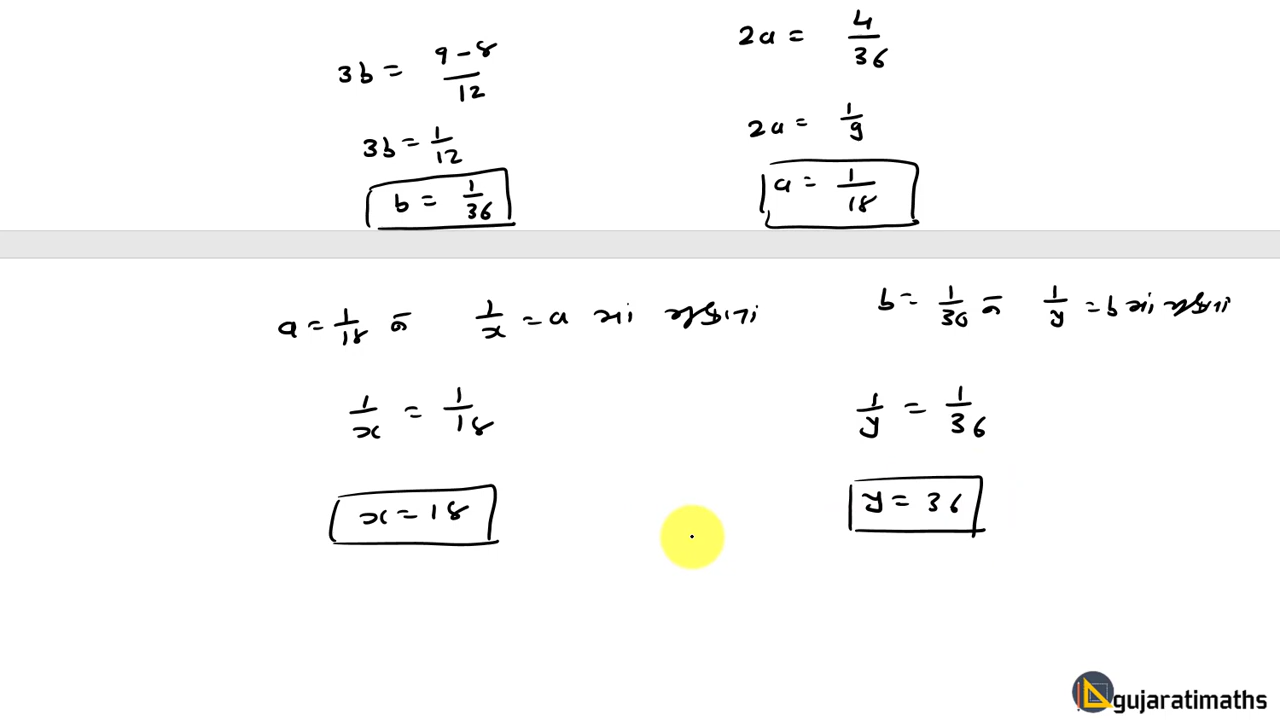 3b = 9-8/12
3b = 1/12
b = 1/36
2a = 4/36
2a = 1/9
a = 1/18
a = 1/18 ને 1/x = a માં મૂકતાં
1/x = 1/18
x = 18
b = 1/36 ને 1/y = b માં મૂકતાં
1/y = 1/36
y = 36
gujaratimaths